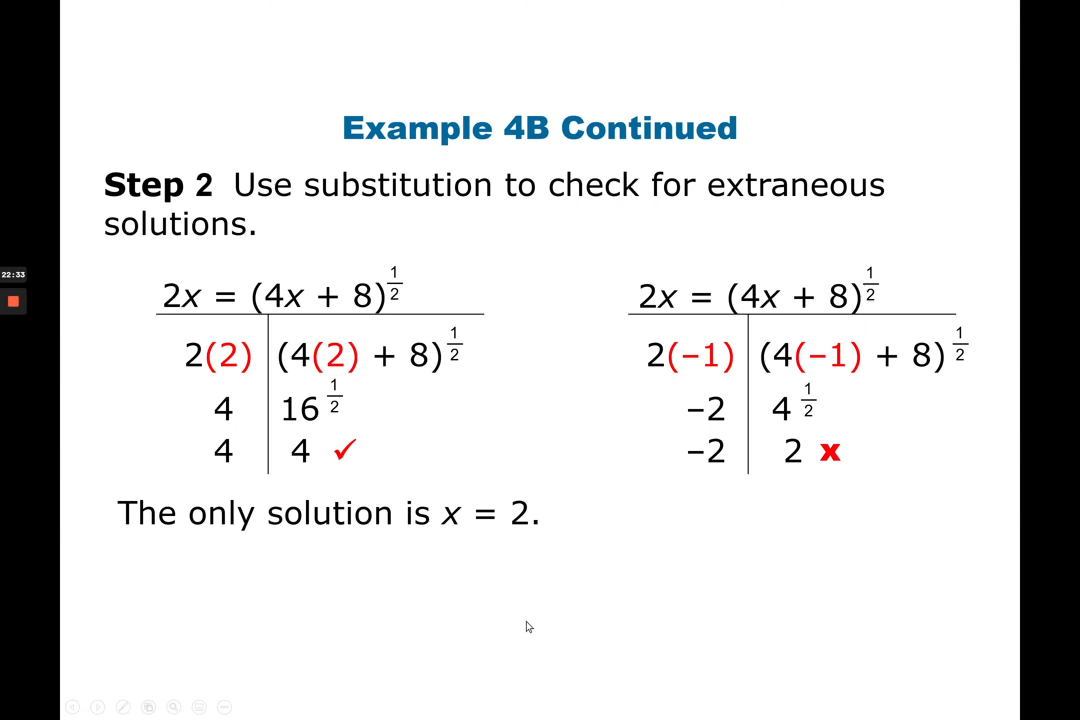 Example 4B Continued
Step 2 Use substitution to check for extraneous
solutions.
22:33
2x = (4x + 8)^(1/2)
2(2) | (4(2) + 8)^(1/2)
4 | 16^(1/2)
4 | 4 ✓
2x = (4x + 8)^(1/2)
2(–1) | (4(–1) + 8)^(1/2)
–2 | 4^(1/2)
–2 | 2 x
The only solution is x = 2.